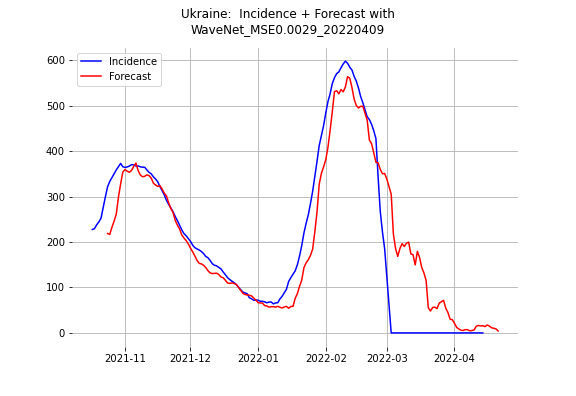 Ukraine:  Incidence + Forecast with
WaveNet_MSE0.0029_20220409
600
Incidence
Forecast
500
400
300
200
100
0
2021-11 2021-12 2022-01 2022-02 2022-03 2022-04